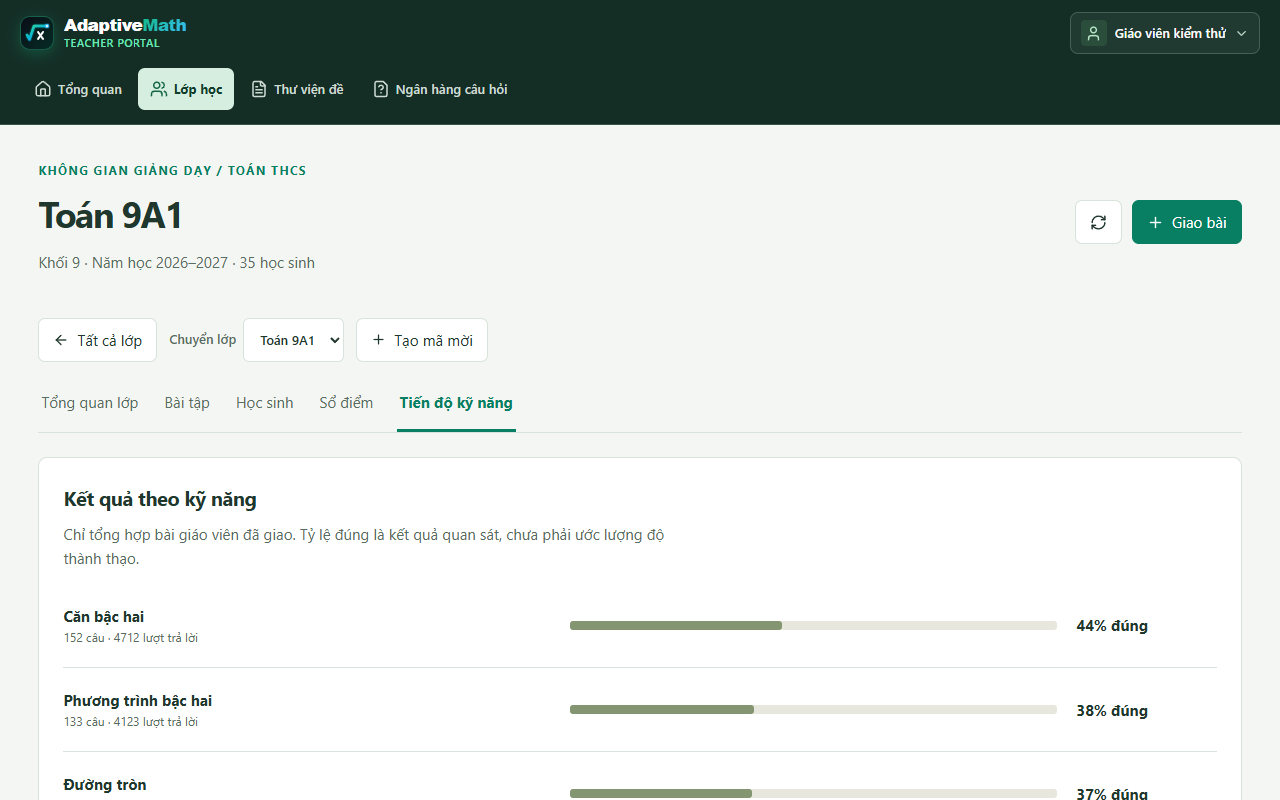 AdaptiveMath
TEACHER PORTAL
Giáo viên kiểm thử
Tổng quan
Lớp học
Thư viện đề
Ngân hàng câu hỏi
KHÔNG GIAN GIẢNG DẠY / TOÁN THCS
Toán 9A1
Giao bài
Khối 9 · Năm học 2026–2027 · 35 học sinh
Tất cả lớp
Chuyển lớp
Toán 9A1
Tạo mã mời
Tổng quan lớp
Bài tập
Học sinh
Sổ điểm
Tiến độ kỹ năng
Kết quả theo kỹ năng
Chỉ tổng hợp bài giáo viên đã giao. Tỷ lệ đúng là kết quả quan sát, chưa phải ước lượng độ
thành thạo.
Căn bậc hai
152 câu · 4712 lượt trả lời
44% đúng
Phương trình bậc hai
133 câu · 4123 lượt trả lời
38% đúng
Đường tròn
37% đúng